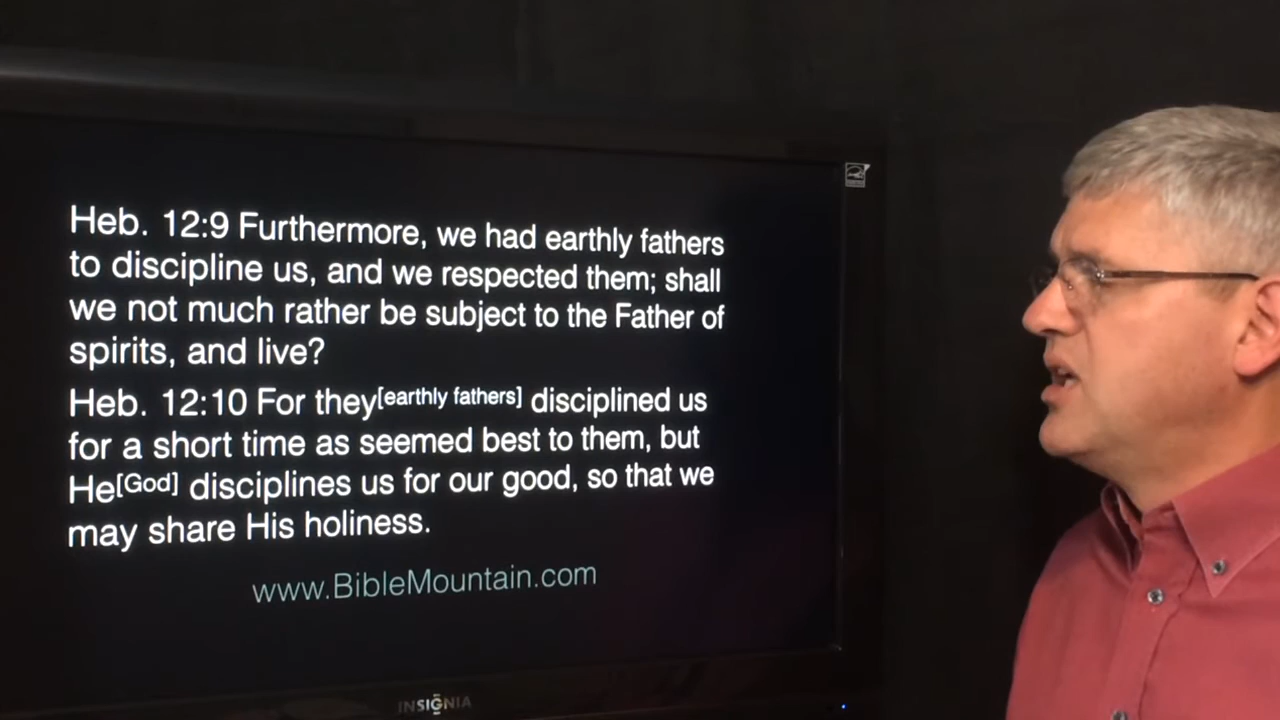 Heb. 12:9 Furthermore, we had earthly fathers
to discipline us, and we respected them; shall
we not much rather be subject to the Father of
spirits, and live?
Heb. 12:10 For they[earthly fathers] disciplined us
for a short time as seemed best to them, but
He[God] disciplines us for our good, so that we
may share His holiness.
www.BibleMountain.com
INSIGNIA